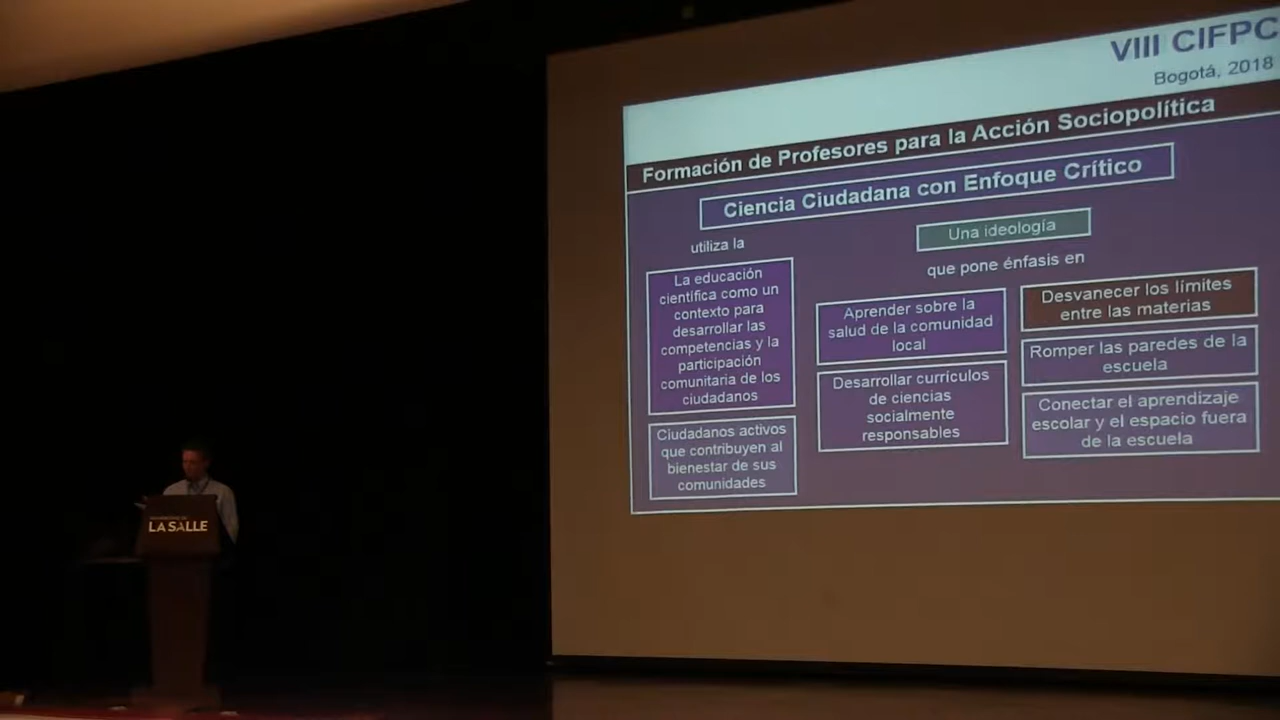 VIII CIFPC
Bogotá, 2018
Formación de Profesores para la Acción Sociopolítica
Ciencia Ciudadana con Enfoque Crítico
utiliza la
La educación
científica como un
contexto para
desarrollar las
competencias y la
participación
comunitaria de los
ciudadanos
Ciudadanos activos
que contribuyen al
bienestar de sus
comunidades
Una ideología
que pone énfasis en
Aprender sobre la
salud de la comunidad
local
Desarrollar currículos
de ciencias
socialmente
responsables
Desvanecer los límites
entre las materias
Romper las paredes de la
escuela
Conectar el aprendizaje
escolar y el espacio fuera
de la escuela
LA SALLE